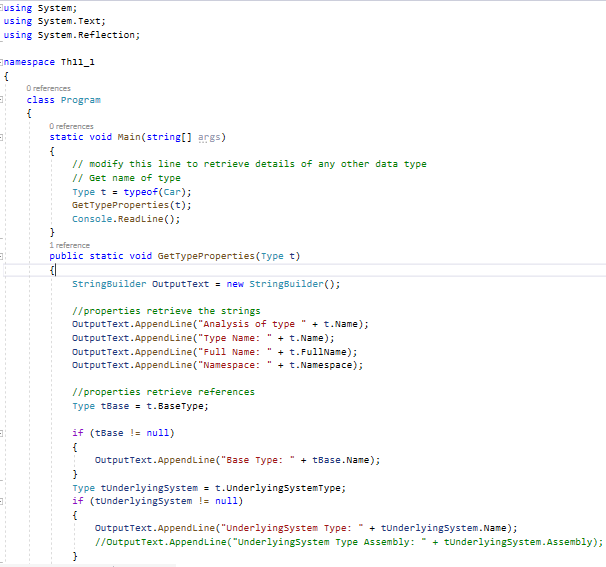 using System;
using System.Text;
using System.Reflection;
namespace Th11_1
{
0 references
class Program
{
0 references
static void Main(string[] args)
{
// modify this line to retrieve details of any other data type
// Get name of type
Type t = typeof(Car);
GetTypeProperties(t);
Console.ReadLine();
}
1 reference
public static void GetTypeProperties(Type t)
{
StringBuilder OutputText = new StringBuilder();
//properties retrieve the strings
OutputText.AppendLine("Analysis of type " + t.Name);
OutputText.AppendLine("Type Name: " + t.Name);
OutputText.AppendLine("Full Name: " + t.FullName);
OutputText.AppendLine("Namespace: " + t.Namespace);
//properties retrieve references
Type tBase = t.BaseType;
if (tBase != null)
{
OutputText.AppendLine("Base Type: " + tBase.Name);
}
Type tUnderlyingSystem = t.UnderlyingSystemType;
if (tUnderlyingSystem != null)
{
OutputText.AppendLine("UnderlyingSystem Type: " + tUnderlyingSystem.Name);
//OutputText.AppendLine("UnderlyingSystem Type Assembly: " + tUnderlyingSystem.Assembly);
}